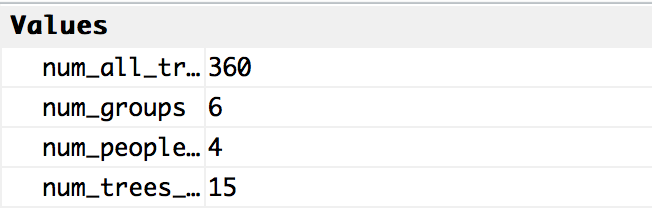 Values
num_all_tr… 360
num_groups 6
num_people… 4
num_trees_… 15